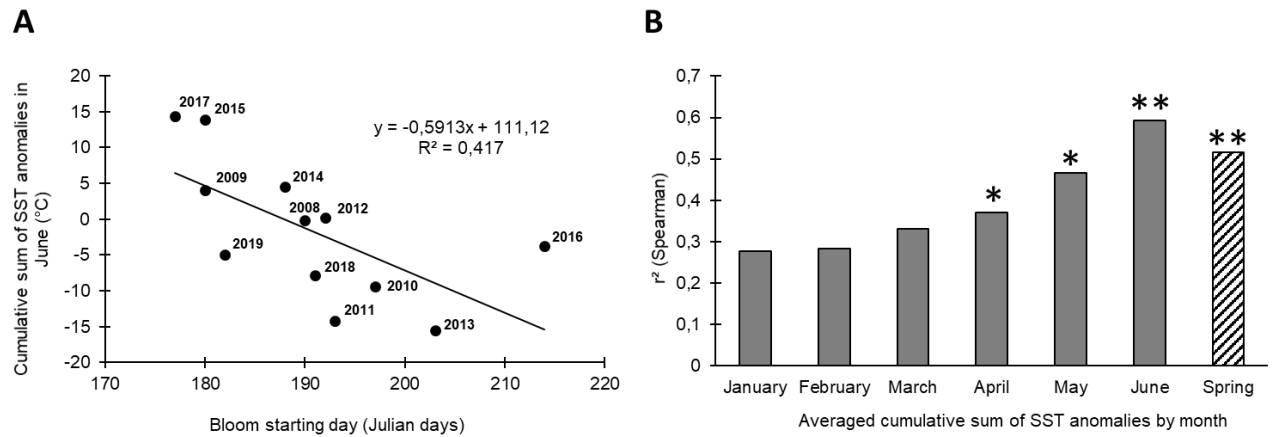 A
Cumulative sum of SST anomalies in
June (°C)
20
15
10
5
0
-5
-10
-15
-20
2017
2015
2009
2014
2008
2012
2019
2016
2018
2010
2011
2013
y = -0,5913x + 111,12
R² = 0,417
170
180
190
200
210
220
Bloom starting day (Julian days)
B
r² (Spearman)
0,7
0,6
0,5
0,4
0,3
0,2
0,1
0
*
*
**
**
January
February
March
April
May
June
Spring
Averaged cumulative sum of SST anomalies by month